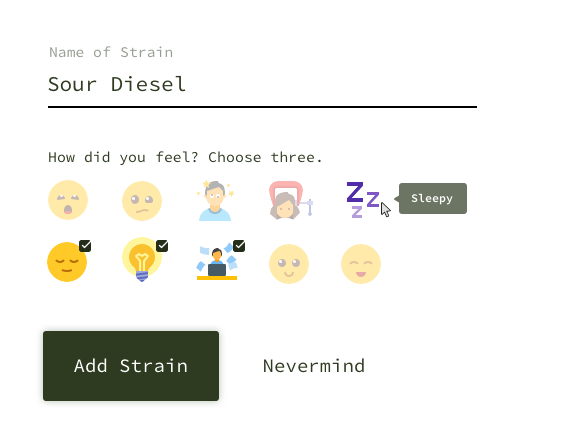 Name of Strain
Sour Diesel
How did you feel? Choose three.
Sleepy
Add Strain
Nevermind